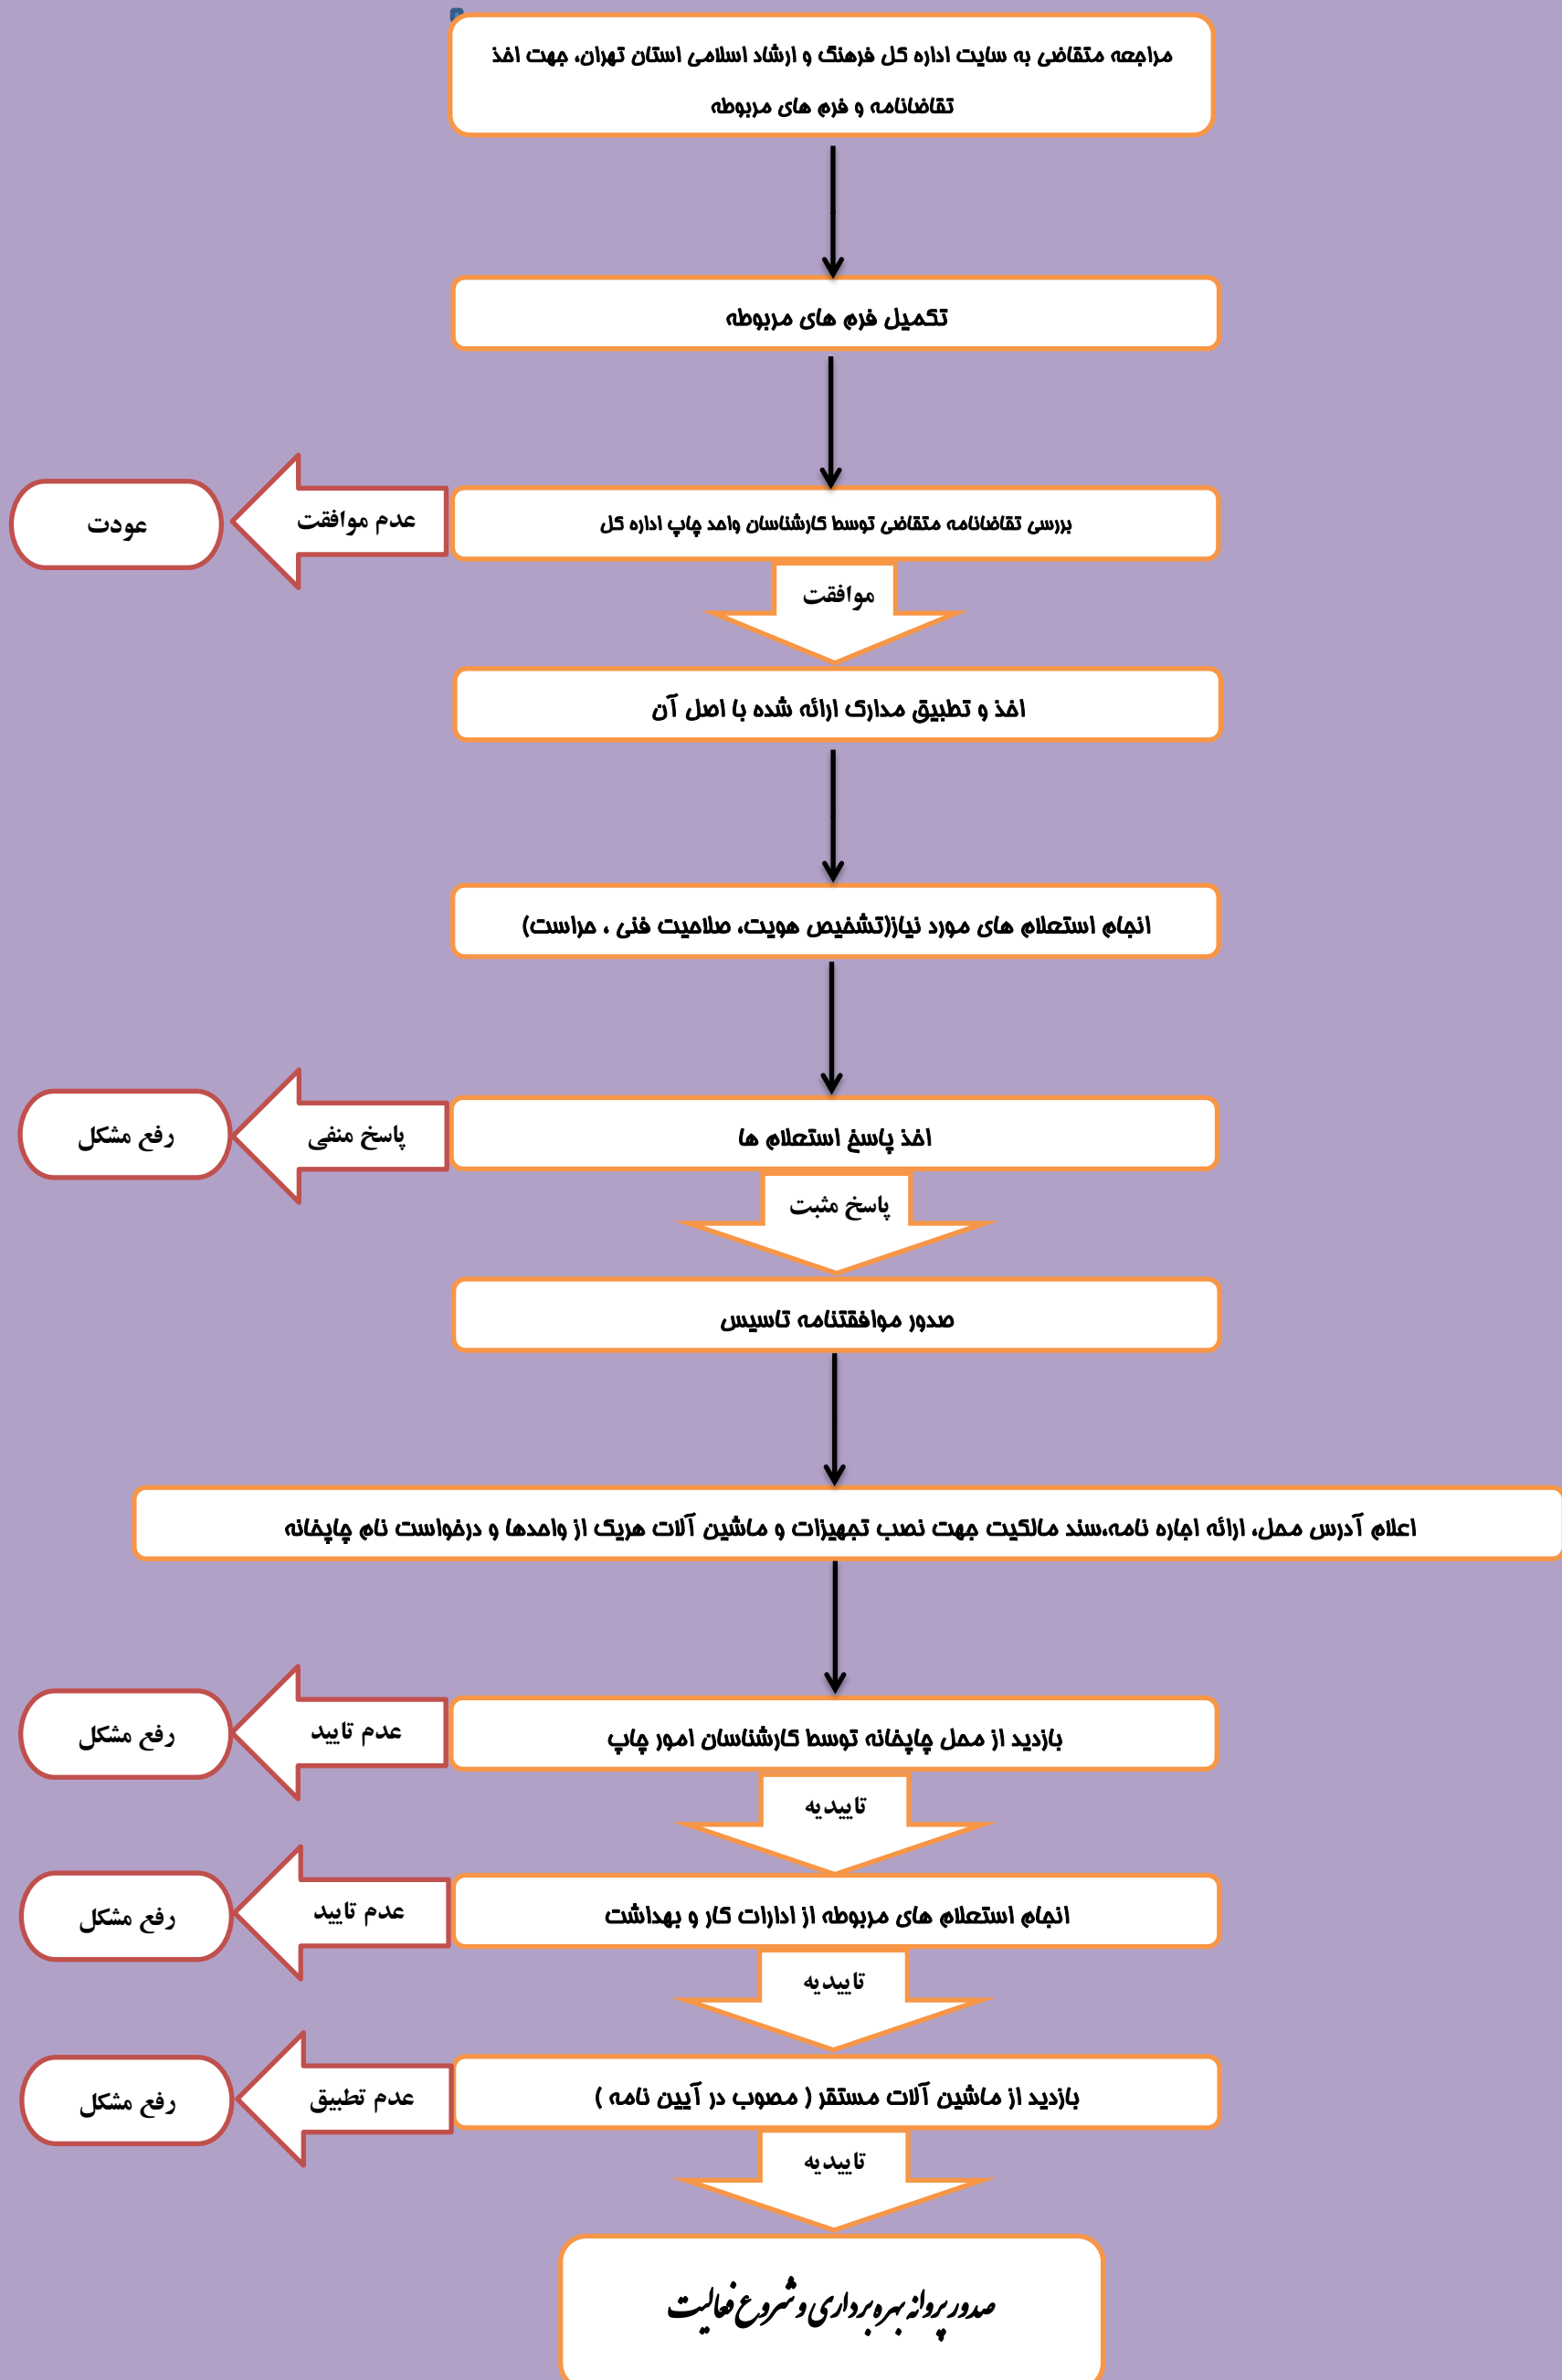 مراجعه متقاضی به سایت اداره کل فرهنگ و ارشاد اسلامی استان تهران، جهت اخذ
تقاضانامه و فرم های مربوطه
تکمیل فرم های مربوطه
بررسی تقاضانامه متقاضی توسط کارشناسان واحد چاپ اداره کل
عدم موافقت
عودت
موافقت
اخذ و تطبیق مدارک ارائه شده با اصل آن
انجام استعلام های مورد نیاز(تشخیص هویت، صلاحیت فنی ، حراست)
اخذ پاسخ استعلام ها
پاسخ منفی
رفع مشکل
پاسخ مثبت
صدور موافقتنامه تاسیس
اعلام آدرس محل، ارائه اجاره نامه،سند مالکیت جهت نصب تجهیزات و ماشین آلات هریک از واحدها و درخواست نام چاپخانه
بازدید از محل چاپخانه توسط کارشناسان امور چاپ
عدم تایید
رفع مشکل
تاییدیه
انجام استعلام های مربوطه از ادارات کار و بهداشت
عدم تایید
رفع مشکل
تاییدیه
بازدید از ماشین آلات مستقر ( مصوب در آیین نامه )
عدم تطبیق
رفع مشکل
تاییدیه
صدور پروانه بهره برداری و شروع فعالیت